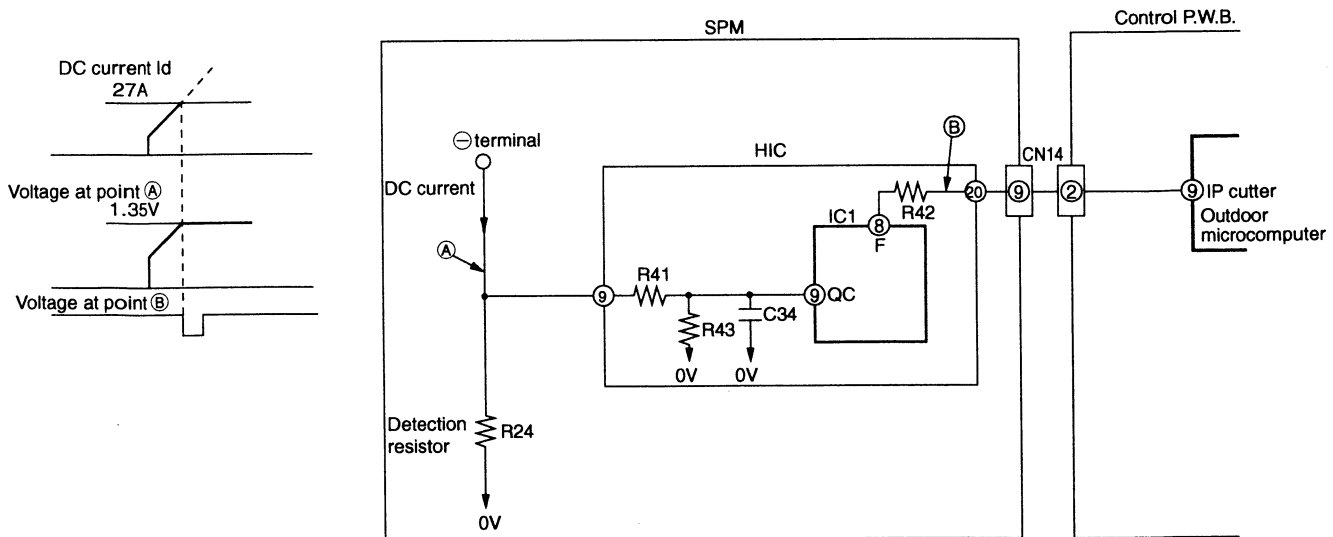 Control P.W.B.
SPM
DC current Id
27A
⊖ terminal
Ⓑ
HIC
CN14
DC current
Voltage at point Ⓐ
1.35V
R42
⑳
⑨
②
⑨ IP cutter
Outdoor
microcomputer
IC1
⑧
F
Ⓐ
R41
⑨
⑨ QC
Voltage at point Ⓑ
R43
C34
0V
0V
Detection
resistor
R24
0V